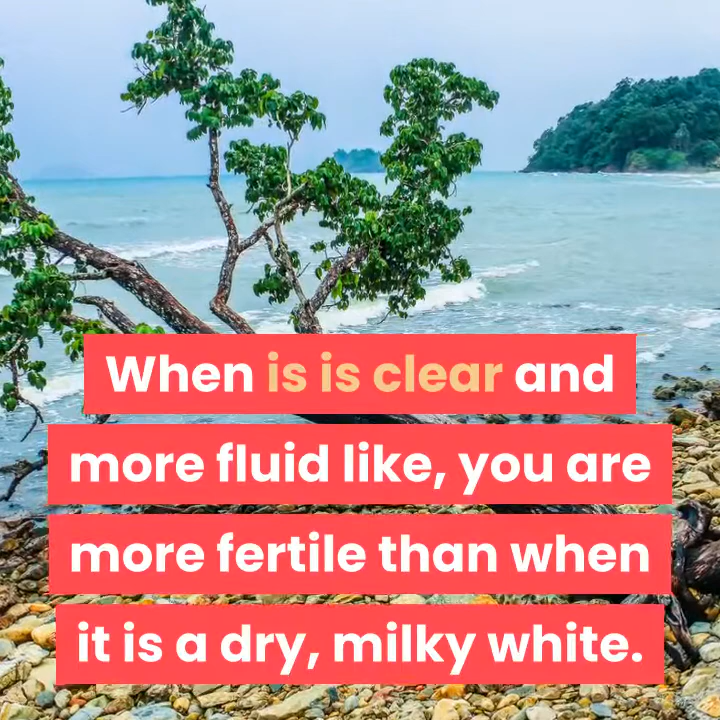 When is is clear and
more fluid like, you are
more fertile than when
it is a dry, milky white.